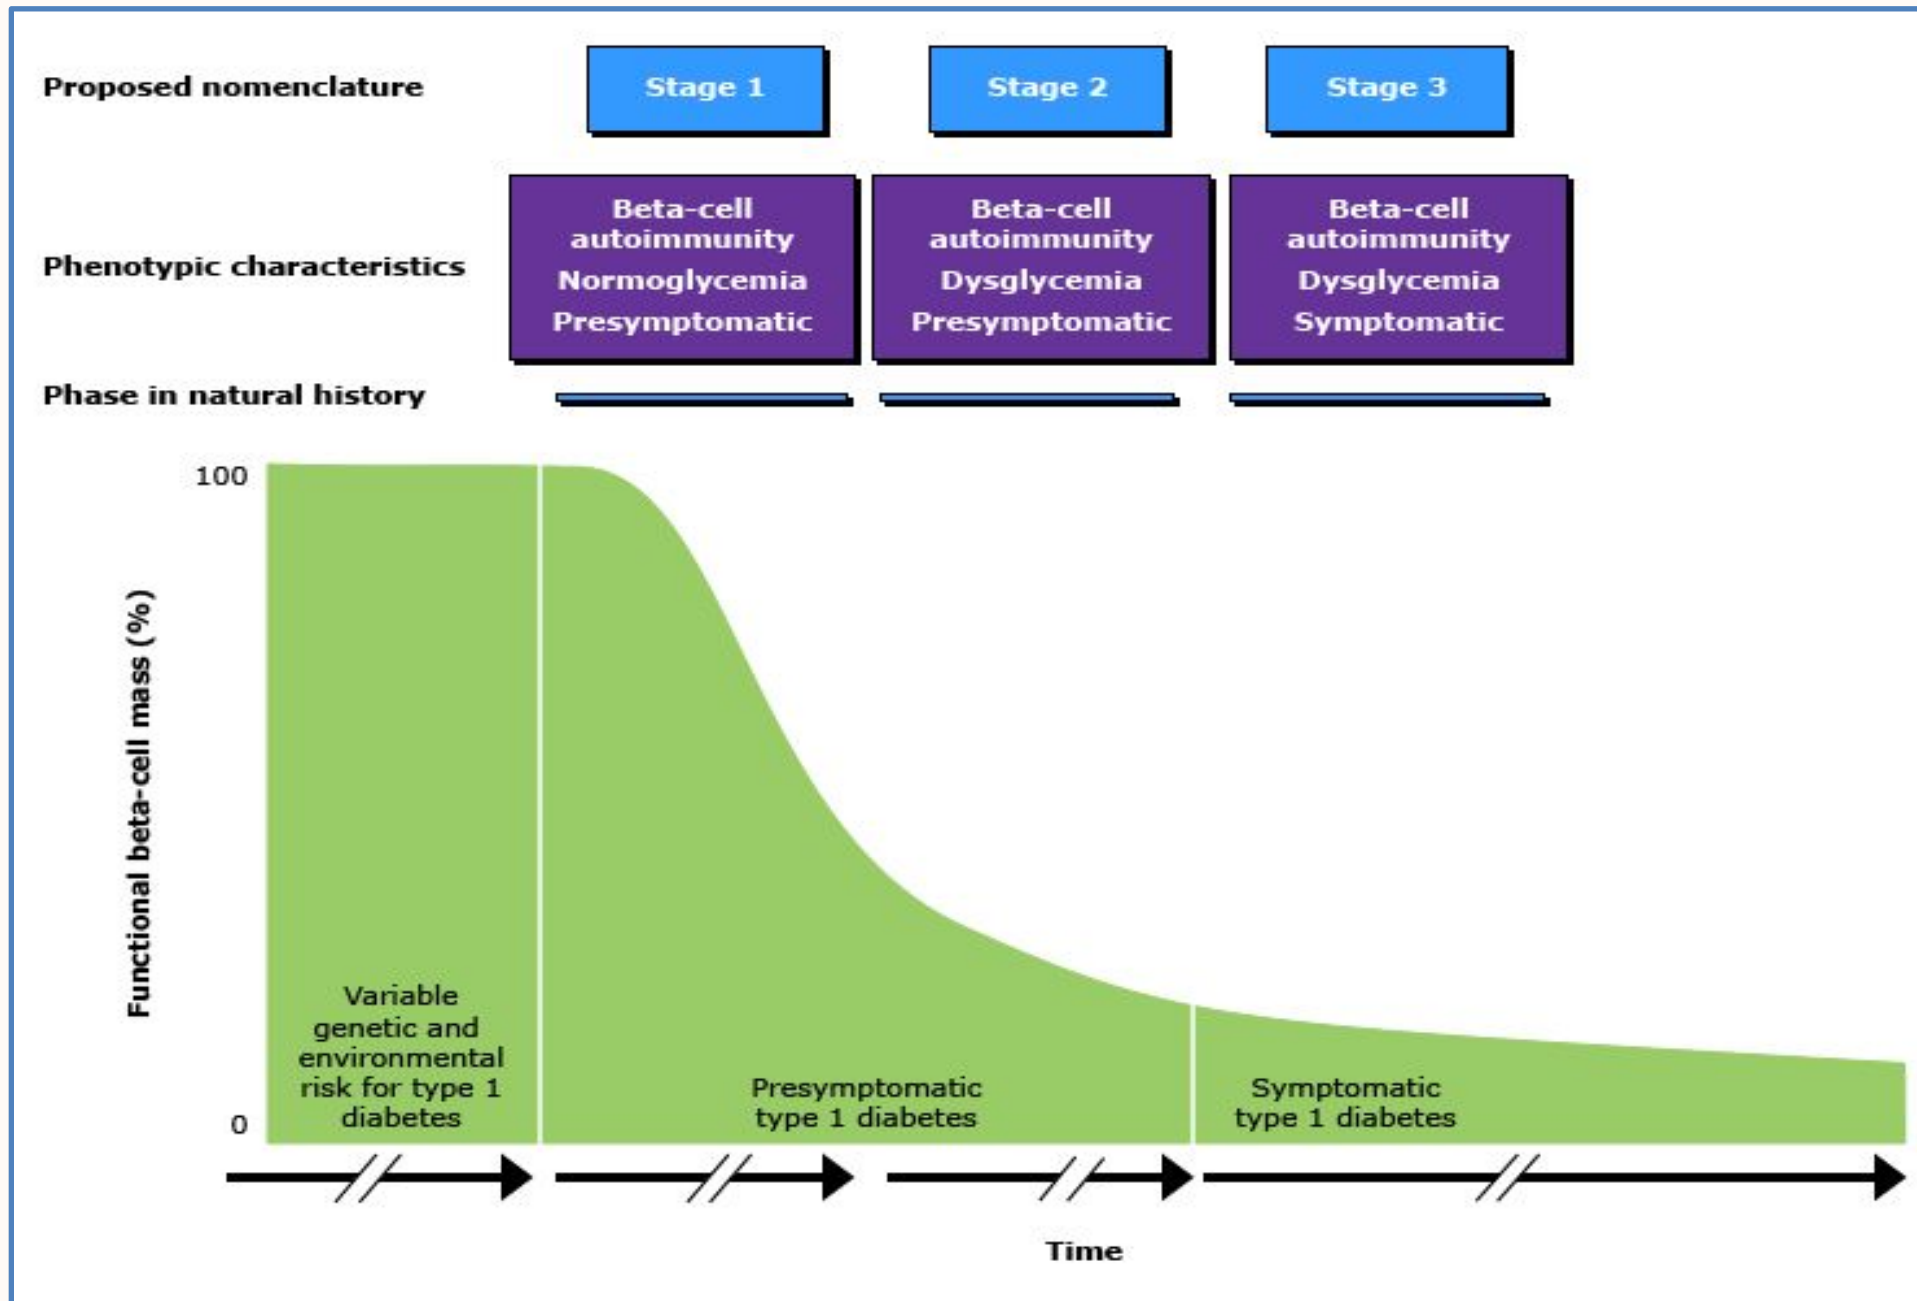 Proposed nomenclature
Stage 1
Stage 2
Stage 3
Phenotypic characteristics
Beta-cell
autoimmunity
Normoglycemia
Presymptomatic
Beta-cell
autoimmunity
Dysglycemia
Presymptomatic
Beta-cell
autoimmunity
Dysglycemia
Symptomatic
Phase in natural history
Functional beta-cell mass (%)
100
0
Variable
genetic and
environmental
risk for type 1
diabetes
Presymptomatic
type 1 diabetes
Symptomatic
type 1 diabetes
Time